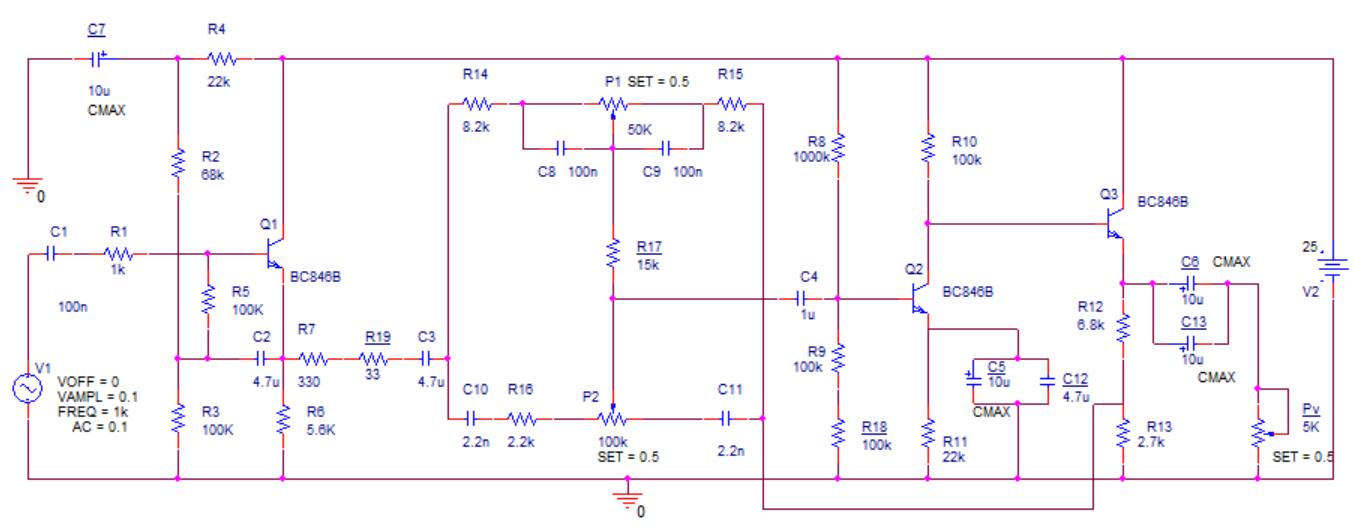 C7
10u
CMAX
R4
22k
0
R2
68k
C1
100n
R1
1k
Q1
BC846B
R5
100K
C2
4.7u
R7
330
R19
33
C3
4.7u
V1
VOFF = 0
VAMPL = 0.1
FREQ = 1k
AC = 0.1
R3
100K
R6
5.6K
R14
8.2k
P1 SET = 0.5
50K
R15
8.2k
C8 100n
C9 100n
R17
15k
C10
2.2n
R16
2.2k
P2
100k
SET = 0.5
C11
2.2n
0
C4
1u
R8
1000k
R9
100k
R18
100k
R10
100k
Q2
BC846B
R11
22k
C5
10u
CMAX
C12
4.7u
Q3
BC846B
R12
6.8k
R13
2.7k
C6 CMAX
10u
C13
10u
CMAX
Pv
5K
SET = 0.5
25
V2